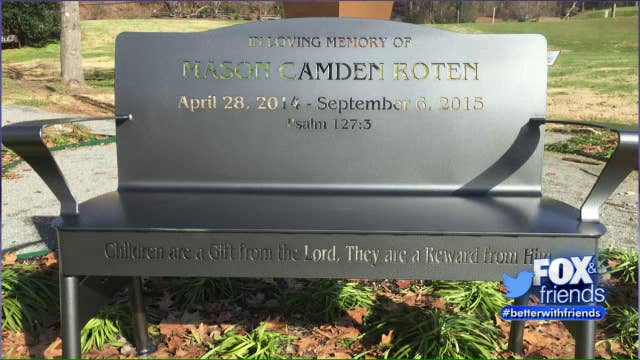 IN LOVING MEMORY OF
MASON CAMDEN ROTEN
April 28, 2014 - September 6, 2015
Psalm 127:3
Children are a Gift from the Lord, They are a Reward from Him
FOX &
friends
#betterwithfriends